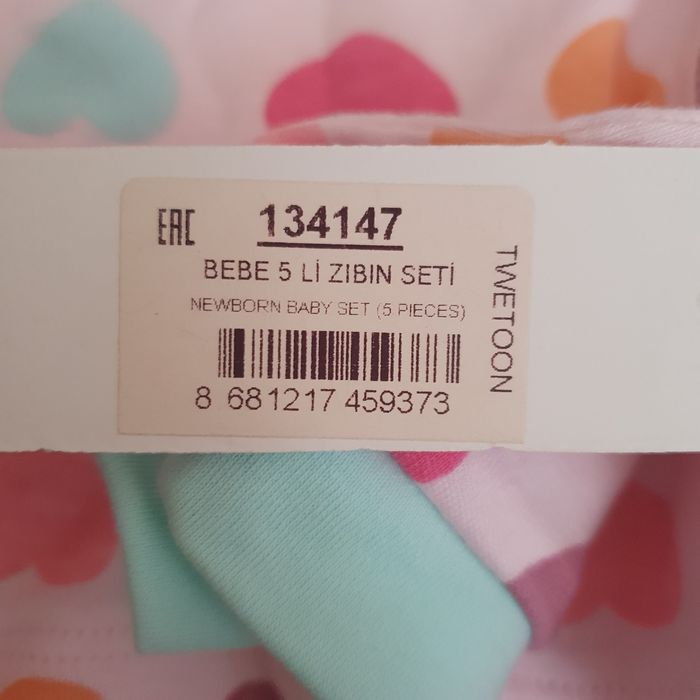 EAC
134147
BEBE 5 Lİ ZIBIN SETİ
NEWBORN BABY SET (5 PIECES)
8 681217 459373
TWETOON